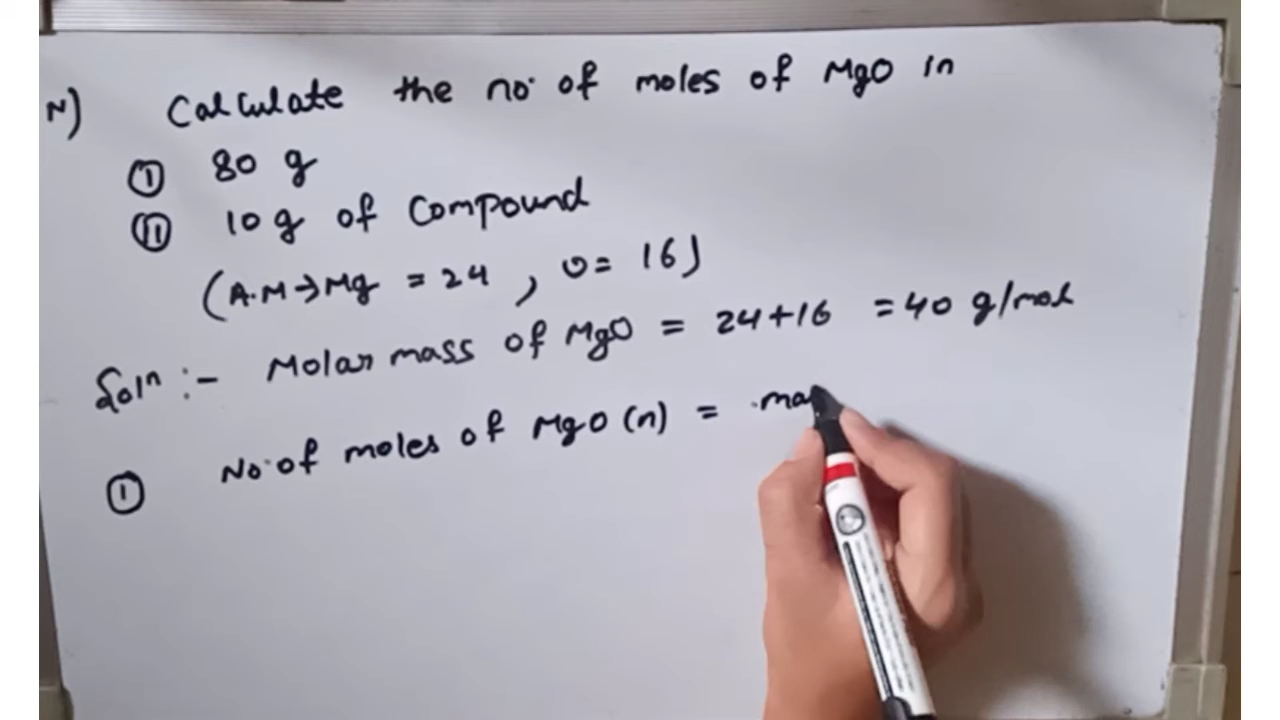 N) Calculate the no. of moles of MgO in
(I) 80 g
(II) 10 g of Compound
(A.M→Mg = 24 , O = 16)
Soln :- Molar mass of MgO = 24+16 = 40 g/mol
(I) No. of moles of MgO (n) = mas